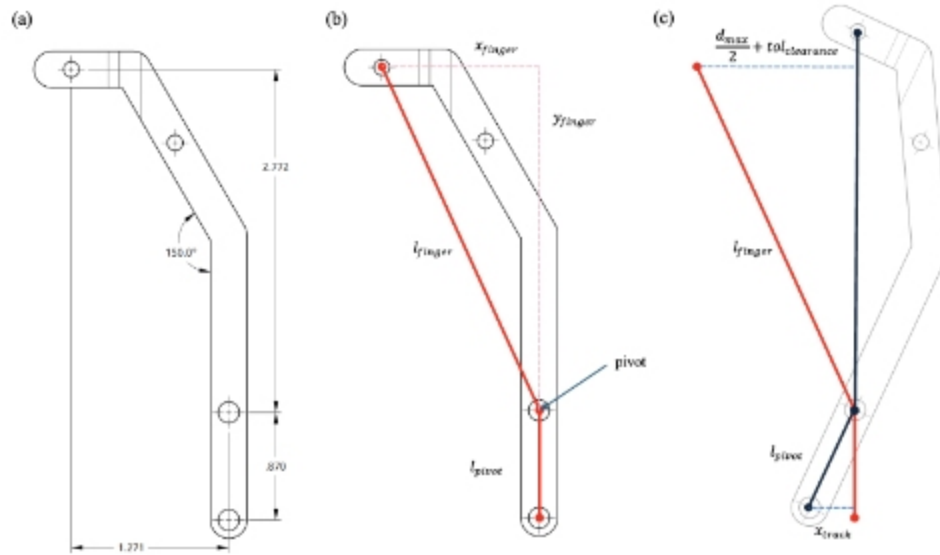 (a)
2.772
150.0°
.870
1.271
(b)
x_finger
y_finger
l_finger
pivot
l_pivot
(c)
d_max/2 + tol_clearance
l_finger
l_pivot
x_track